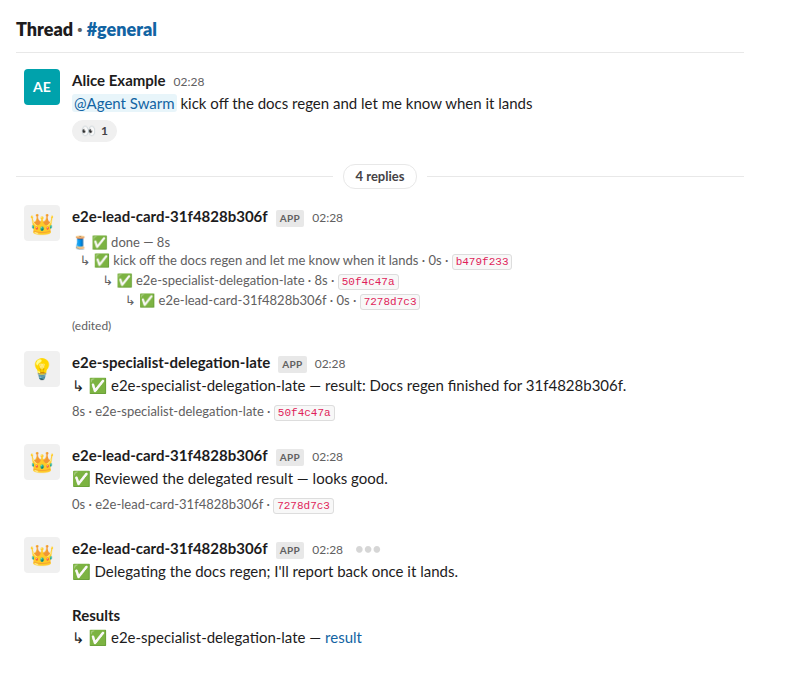 Thread • #general
AE
Alice Example 02:28
@Agent Swarm kick off the docs regen and let me know when it lands
👀 1
4 replies
e2e-lead-card-31f4828b306f APP 02:28
🧵 ✅ done — 8s
↳ ✅ kick off the docs regen and let me know when it lands · 0s · b479f233
↳ ✅ e2e-specialist-delegation-late · 8s · 50f4c47a
↳ ✅ e2e-lead-card-31f4828b306f · 0s · 7278d7c3
(edited)
e2e-specialist-delegation-late APP 02:28
↳ ✅ e2e-specialist-delegation-late — result: Docs regen finished for 31f4828b306f.
8s · e2e-specialist-delegation-late · 50f4c47a
e2e-lead-card-31f4828b306f APP 02:28
✅ Reviewed the delegated result — looks good.
0s · e2e-lead-card-31f4828b306f · 7278d7c3
e2e-lead-card-31f4828b306f APP 02:28
✅ Delegating the docs regen; I'll report back once it lands.
Results
↳ ✅ e2e-specialist-delegation-late — result